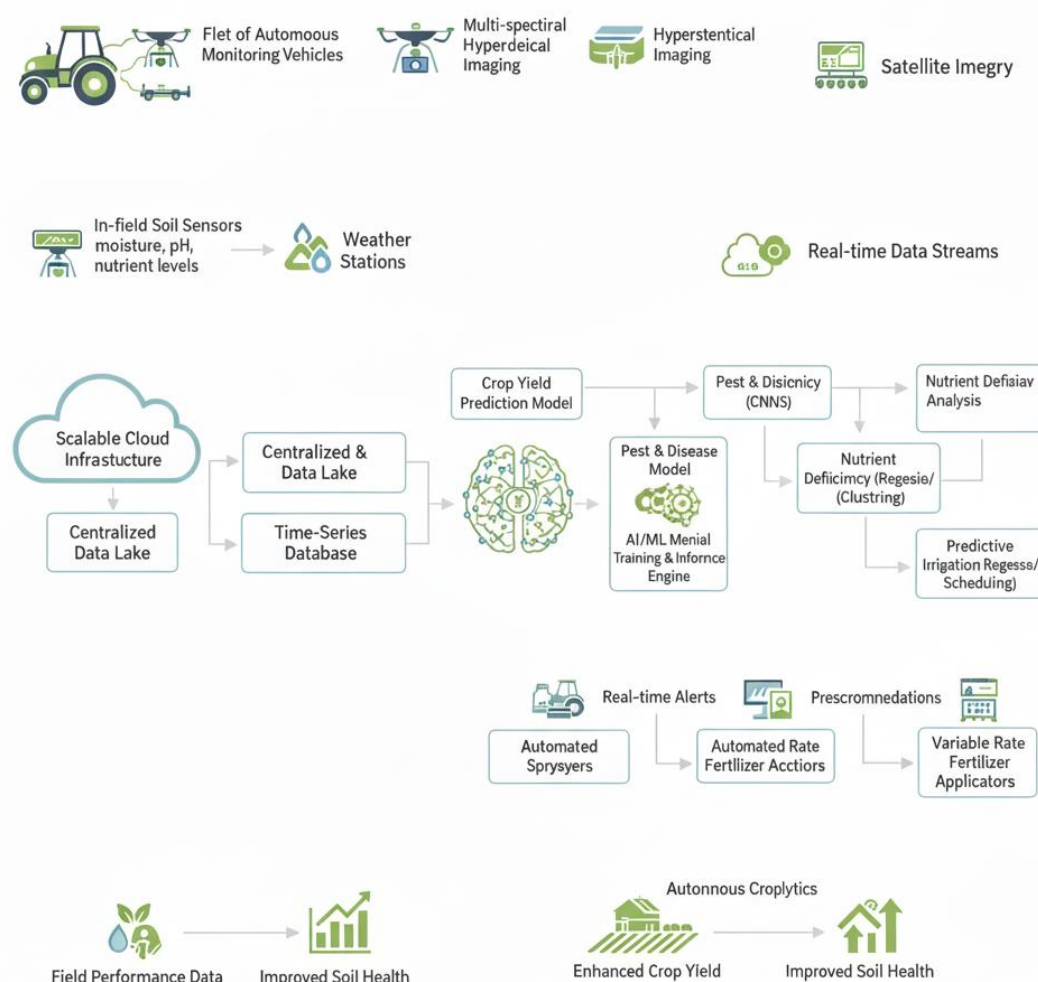 Flet of Automoous
Monitoring Vehicles
Multi-spectiral
Hyperdeical
Imaging
Hyperstentical
Imaging
Satellite Imegry
In-field Soil Sensors
moisture, pH,
nutrient levels
Weather
Stations
Real-time Data Streams
Scalable Cloud
Infrastucture
Centralized
Data Lake
Centralized &
Data Lake
Time-Series
Database
Crop Yield
Prediction Model
Pest & Disease
Model
AI/ML Menial
Training & Infornce
Engine
Pest & Disicnicy
(CNNS)
Nutrient
Deficimcy (Regesie/
(Clustring)
Nutrient Defisiav
Analysis
Predictive
Irrigation Regesse/
Scheduling)
Real-time Alerts
Prescromnedations
Automated
Sprysyers
Automated Rate
Fertllizer Acctiors
Variable Rate
Fertilizer
Applicators
Autonnous Croplytics
Field Performance Data
Improved Soil Health
Enhanced Crop Yield
Improved Soil Health